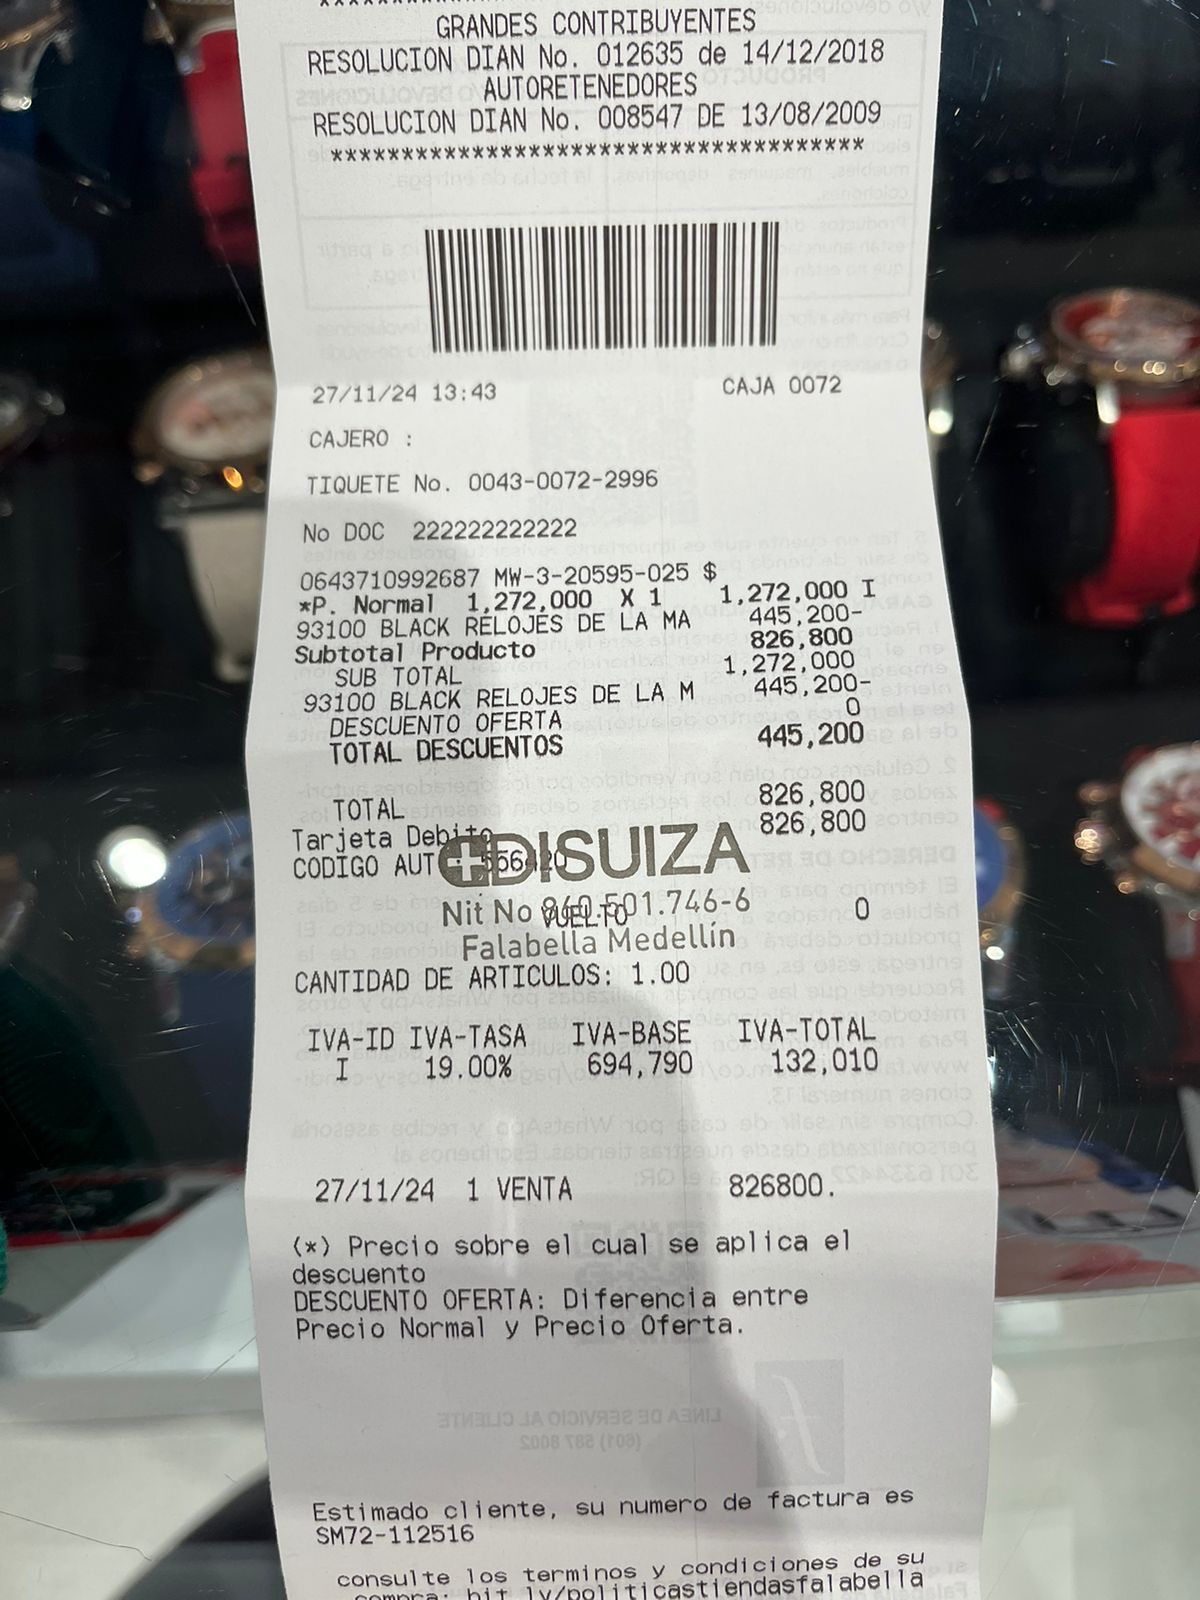 GRANDES CONTRIBUYENTES
RESOLUCION DIAN No. 012635 de 14/12/2018
AUTORETENEDORES
RESOLUCION DIAN No. 008547 DE 13/08/2009
**************************************
27/11/24 13:43 CAJA 0072
CAJERO :
TIQUETE No. 0043-0072-2996
No DOC 222222222222
0643710992687 MW-3-20595-025 $
*P. Normal 1,272,000 X 1 1,272,000 I
93100 BLACK RELOJES DE LA MA 445,200-
Subtotal Producto 826,800
SUB TOTAL 1,272,000
93100 BLACK RELOJES DE LA M 445,200-
DESCUENTO OFERTA 0
TOTAL DESCUENTOS 445,200
TOTAL 826,800
Tarjeta Debito 826,800
CODIGO AUT
DISUIZA
Nit No 860.501.746-6
VUELTO 0
Falabella Medellín
CANTIDAD DE ARTICULOS: 1.00
IVA-ID IVA-TASA IVA-BASE IVA-TOTAL
I 19.00% 694,790 132,010
27/11/24 1 VENTA 826800.
(*) Precio sobre el cual se aplica el
descuento
DESCUENTO OFERTA: Diferencia entre
Precio Normal y Precio Oferta.
Estimado cliente, su numero de factura es
SM72-112516
consulte los terminos y condiciones de su
compra: bit.ly/politicastiendasfalabella